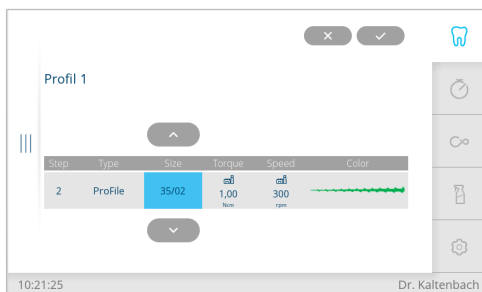 Profil 1
Step Type Size Torque Speed Color
2 ProFile 35/02 1,00 Ncm 300 rpm
10:21:25 Dr. Kaltenbach